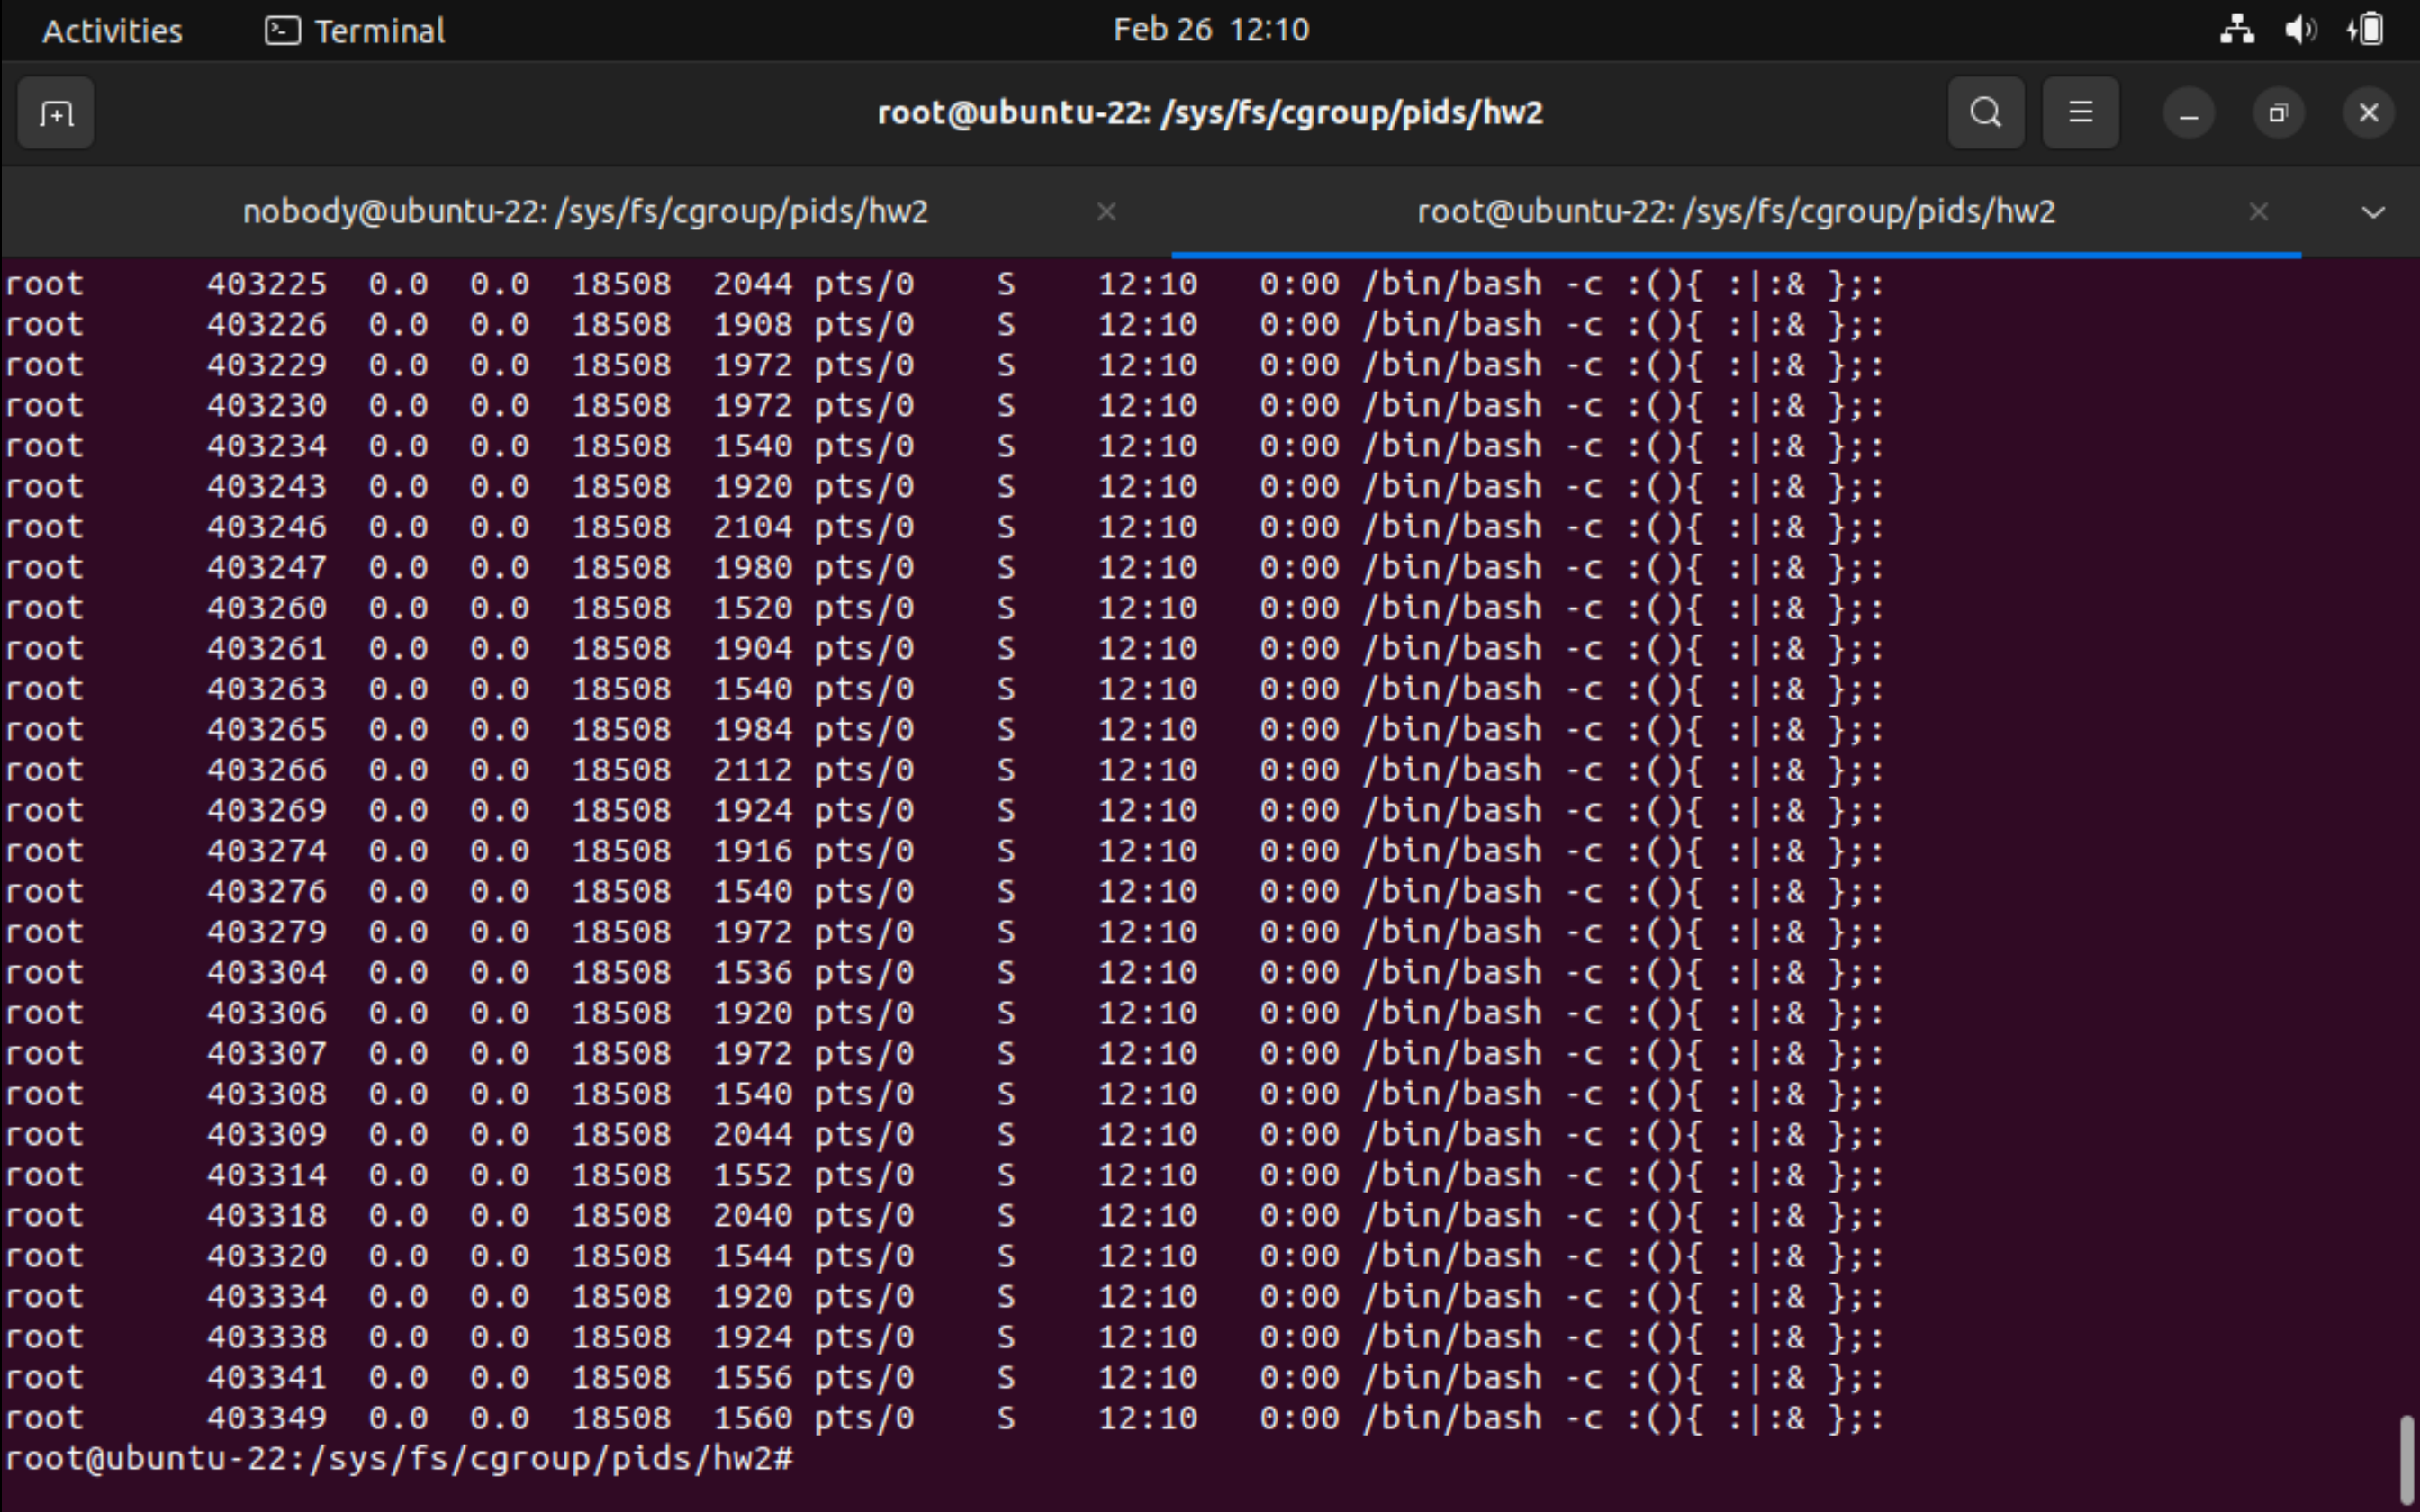 Activities Terminal Feb 26 12:10
root@ubuntu-22: /sys/fs/cgroup/pids/hw2
nobody@ubuntu-22: /sys/fs/cgroup/pids/hw2 root@ubuntu-22: /sys/fs/cgroup/pids/hw2
root 403225 0.0 0.0 18508 2044 pts/0 S 12:10 0:00 /bin/bash -c :(){ :|:& };:
root 403226 0.0 0.0 18508 1908 pts/0 S 12:10 0:00 /bin/bash -c :(){ :|:& };:
root 403229 0.0 0.0 18508 1972 pts/0 S 12:10 0:00 /bin/bash -c :(){ :|:& };:
root 403230 0.0 0.0 18508 1972 pts/0 S 12:10 0:00 /bin/bash -c :(){ :|:& };:
root 403234 0.0 0.0 18508 1540 pts/0 S 12:10 0:00 /bin/bash -c :(){ :|:& };:
root 403243 0.0 0.0 18508 1920 pts/0 S 12:10 0:00 /bin/bash -c :(){ :|:& };:
root 403246 0.0 0.0 18508 2104 pts/0 S 12:10 0:00 /bin/bash -c :(){ :|:& };:
root 403247 0.0 0.0 18508 1980 pts/0 S 12:10 0:00 /bin/bash -c :(){ :|:& };:
root 403260 0.0 0.0 18508 1520 pts/0 S 12:10 0:00 /bin/bash -c :(){ :|:& };:
root 403261 0.0 0.0 18508 1904 pts/0 S 12:10 0:00 /bin/bash -c :(){ :|:& };:
root 403263 0.0 0.0 18508 1540 pts/0 S 12:10 0:00 /bin/bash -c :(){ :|:& };:
root 403265 0.0 0.0 18508 1984 pts/0 S 12:10 0:00 /bin/bash -c :(){ :|:& };:
root 403266 0.0 0.0 18508 2112 pts/0 S 12:10 0:00 /bin/bash -c :(){ :|:& };:
root 403269 0.0 0.0 18508 1924 pts/0 S 12:10 0:00 /bin/bash -c :(){ :|:& };:
root 403274 0.0 0.0 18508 1916 pts/0 S 12:10 0:00 /bin/bash -c :(){ :|:& };:
root 403276 0.0 0.0 18508 1540 pts/0 S 12:10 0:00 /bin/bash -c :(){ :|:& };:
root 403279 0.0 0.0 18508 1972 pts/0 S 12:10 0:00 /bin/bash -c :(){ :|:& };:
root 403304 0.0 0.0 18508 1536 pts/0 S 12:10 0:00 /bin/bash -c :(){ :|:& };:
root 403306 0.0 0.0 18508 1920 pts/0 S 12:10 0:00 /bin/bash -c :(){ :|:& };:
root 403307 0.0 0.0 18508 1972 pts/0 S 12:10 0:00 /bin/bash -c :(){ :|:& };:
root 403308 0.0 0.0 18508 1540 pts/0 S 12:10 0:00 /bin/bash -c :(){ :|:& };:
root 403309 0.0 0.0 18508 2044 pts/0 S 12:10 0:00 /bin/bash -c :(){ :|:& };:
root 403314 0.0 0.0 18508 1552 pts/0 S 12:10 0:00 /bin/bash -c :(){ :|:& };:
root 403318 0.0 0.0 18508 2040 pts/0 S 12:10 0:00 /bin/bash -c :(){ :|:& };:
root 403320 0.0 0.0 18508 1544 pts/0 S 12:10 0:00 /bin/bash -c :(){ :|:& };:
root 403334 0.0 0.0 18508 1920 pts/0 S 12:10 0:00 /bin/bash -c :(){ :|:& };:
root 403338 0.0 0.0 18508 1924 pts/0 S 12:10 0:00 /bin/bash -c :(){ :|:& };:
root 403341 0.0 0.0 18508 1556 pts/0 S 12:10 0:00 /bin/bash -c :(){ :|:& };:
root 403349 0.0 0.0 18508 1560 pts/0 S 12:10 0:00 /bin/bash -c :(){ :|:& };:
root@ubuntu-22:/sys/fs/cgroup/pids/hw2#